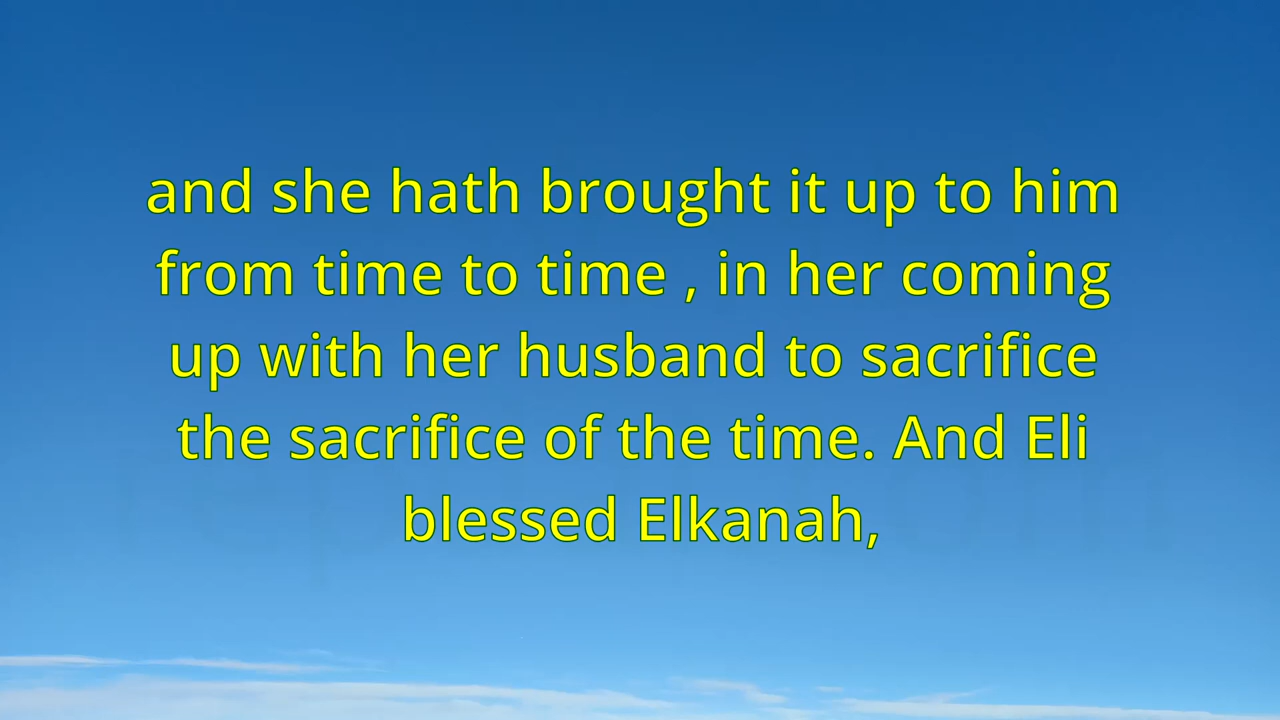 and she hath brought it up to him
from time to time , in her coming
up with her husband to sacrifice
the sacrifice of the time. And Eli
blessed Elkanah,